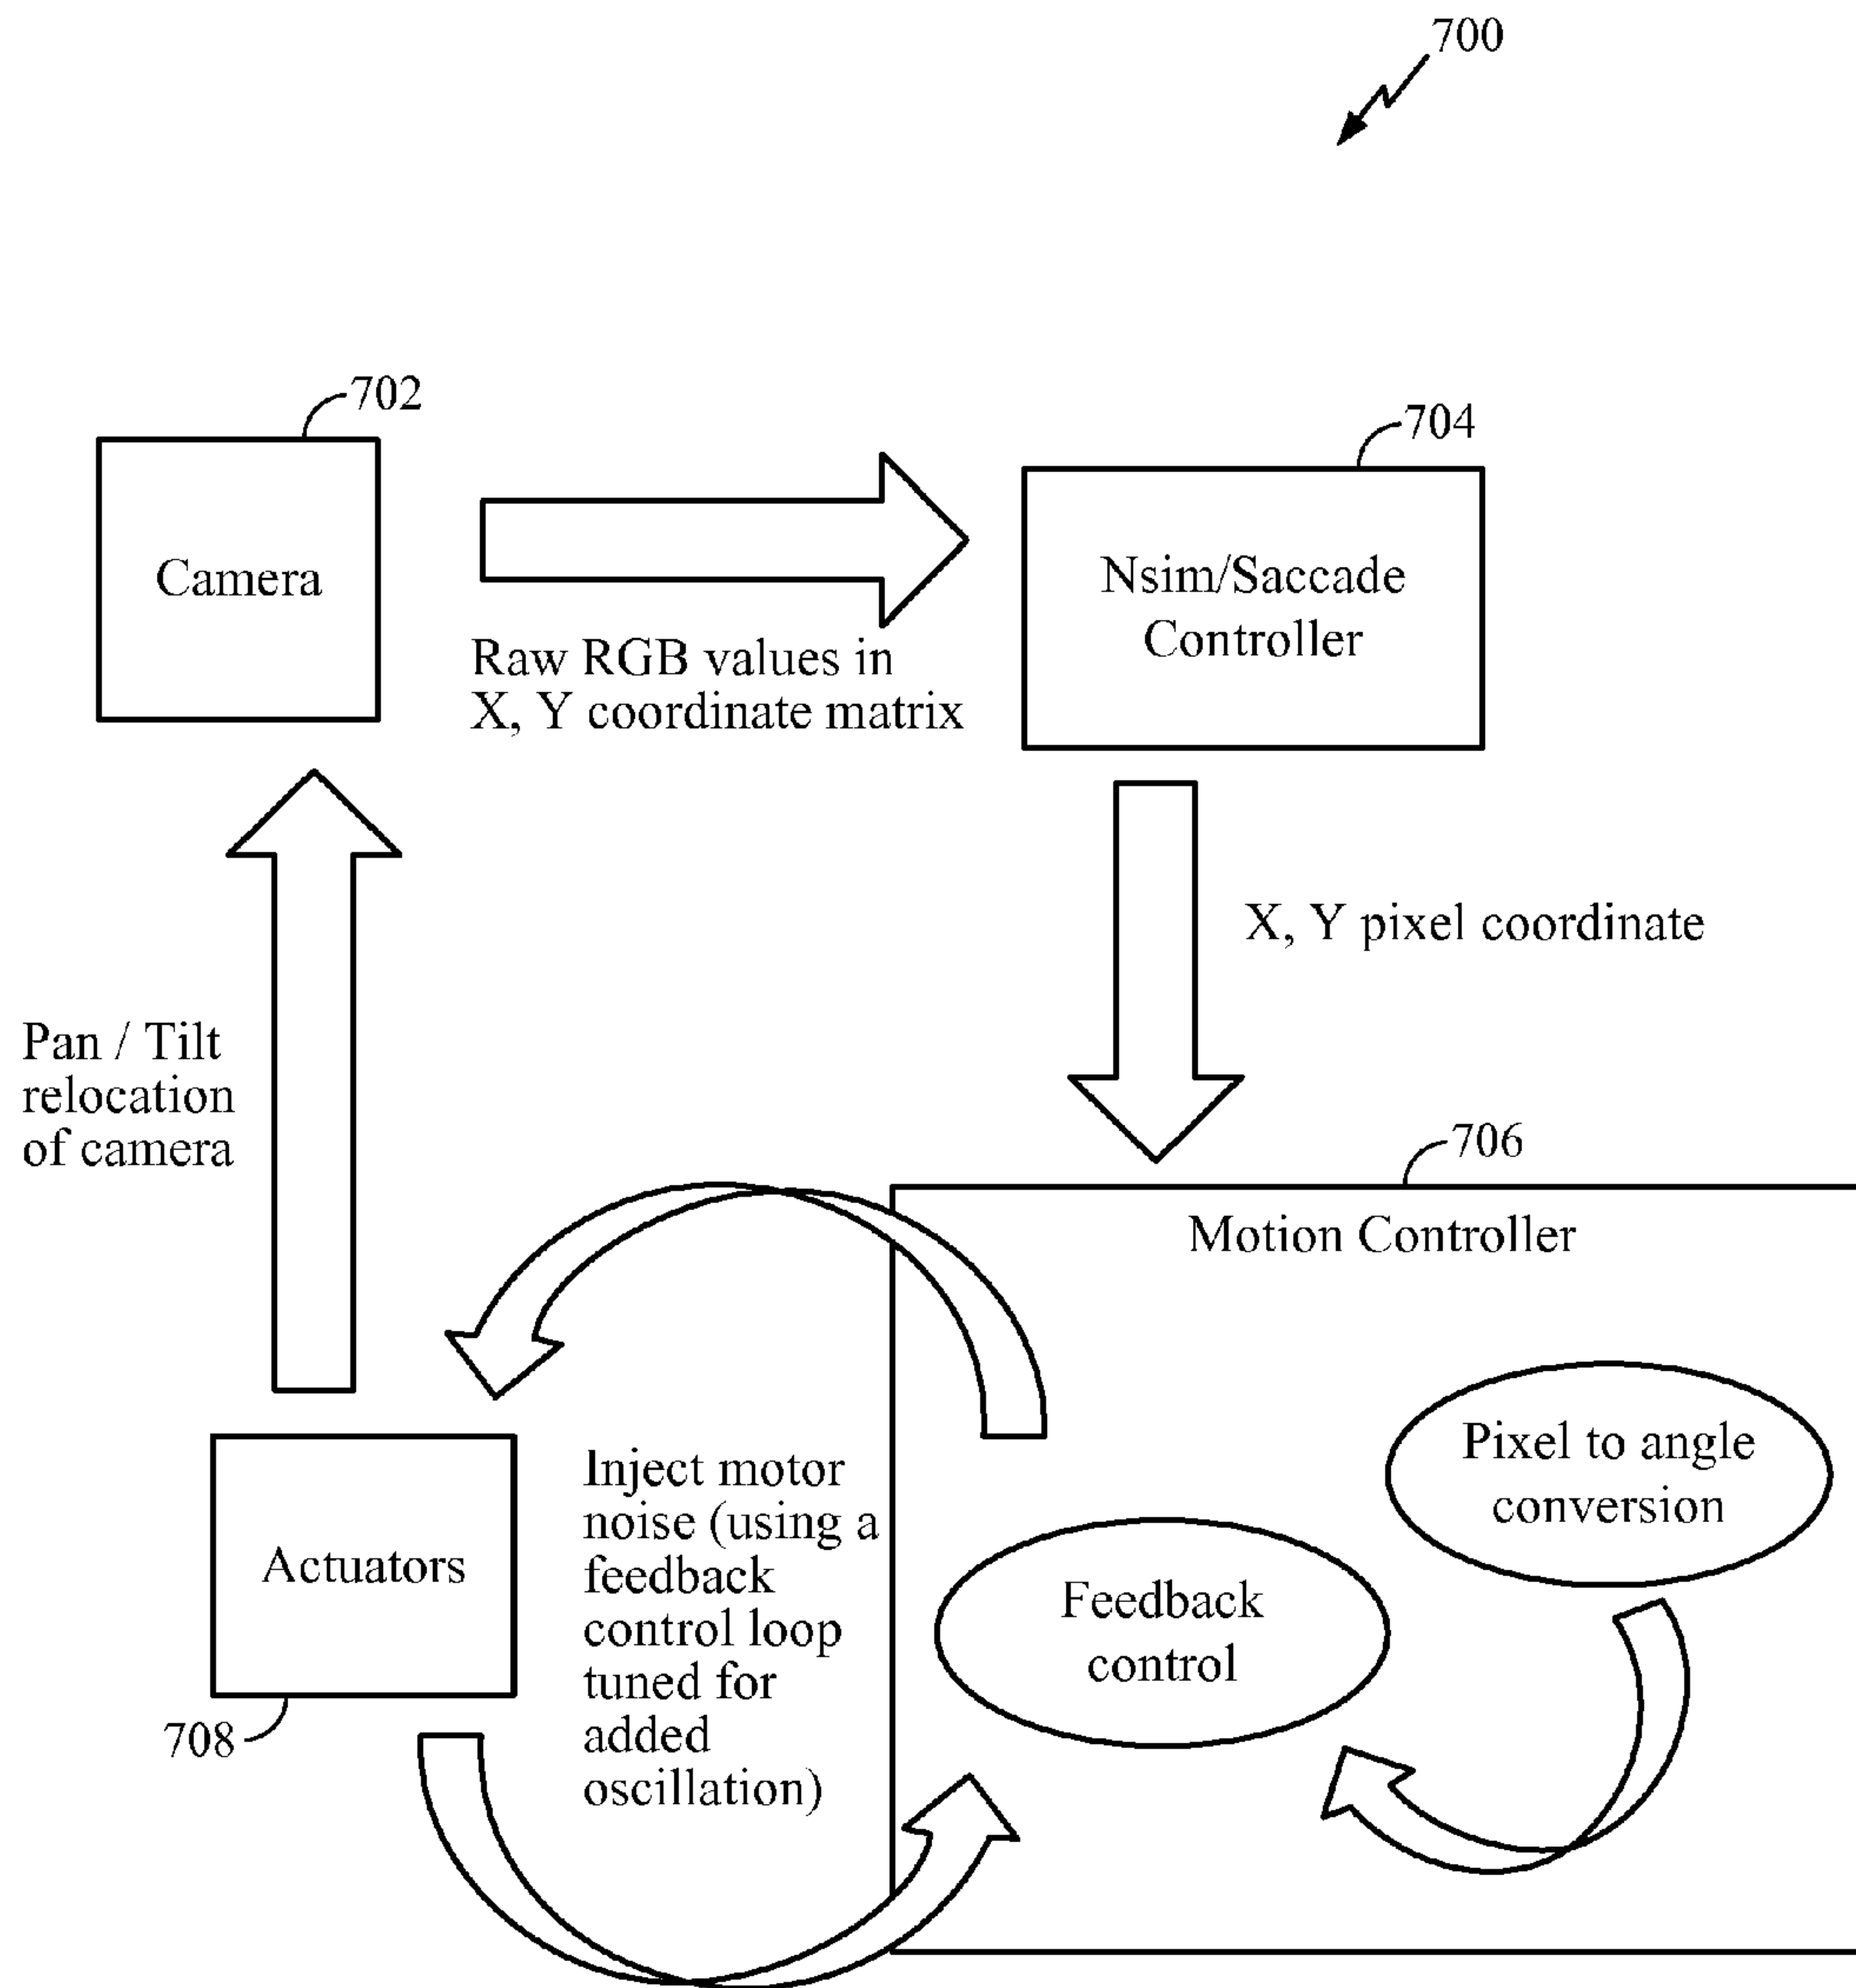 700
702
704
Camera
Nsim/Saccade
Controller
Raw RGB values in
X, Y coordinate matrix
X, Y pixel coordinate
Pan / Tilt
relocation
of camera
706
Motion Controller
Pixel to angle
conversion
Feedback
control
Inject motor
noise (using a
feedback
control loop
tuned for
added
oscillation)
Actuators
708